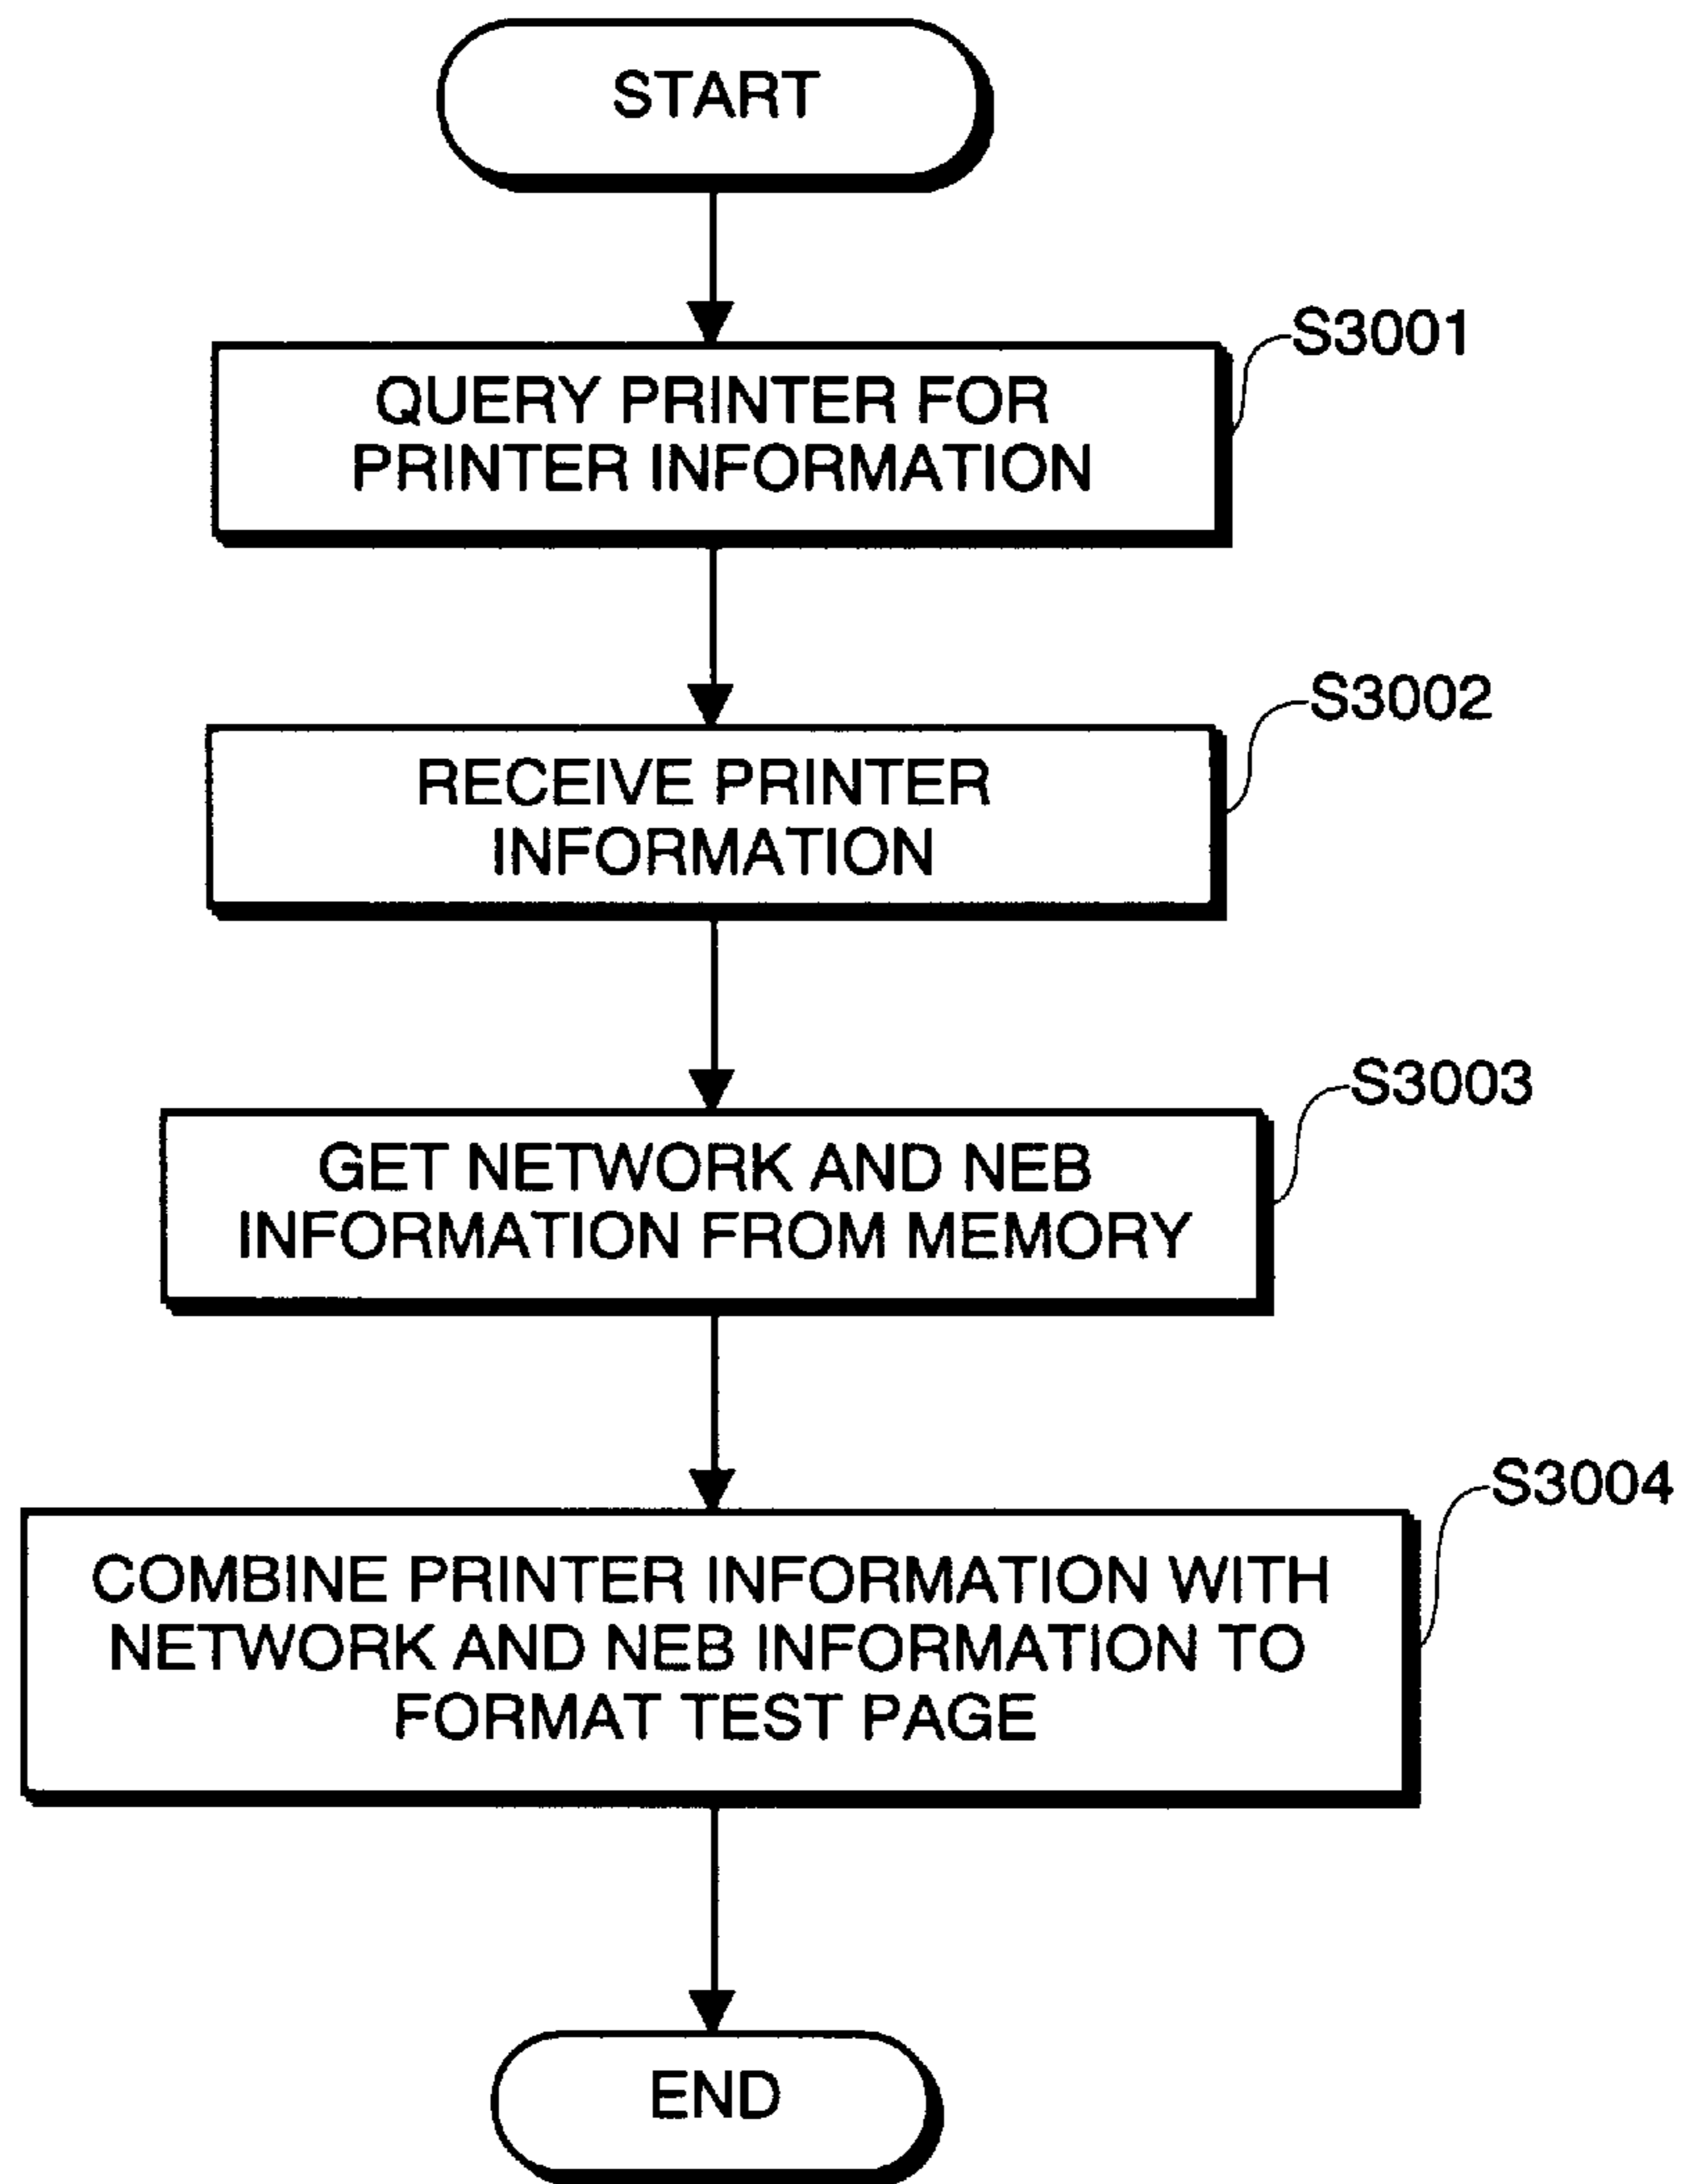 START
S3001
QUERY PRINTER FOR
PRINTER INFORMATION
S3002
RECEIVE PRINTER
INFORMATION
S3003
GET NETWORK AND NEB
INFORMATION FROM MEMORY
S3004
COMBINE PRINTER INFORMATION WITH
NETWORK AND NEB INFORMATION TO
FORMAT TEST PAGE
END